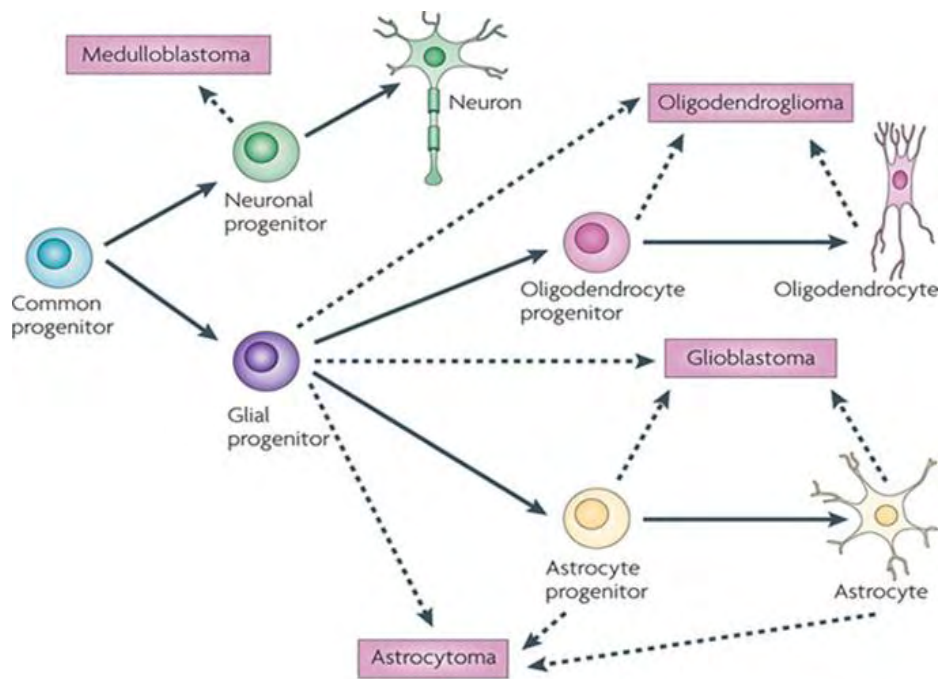 Medulloblastoma
Neuron
Oligodendroglioma
Neuronal
progenitor
Common
progenitor
Oligodendrocyte
progenitor
Oligodendrocyte
Glioblastoma
Glial
progenitor
Astrocyte
progenitor
Astrocyte
Astrocytoma